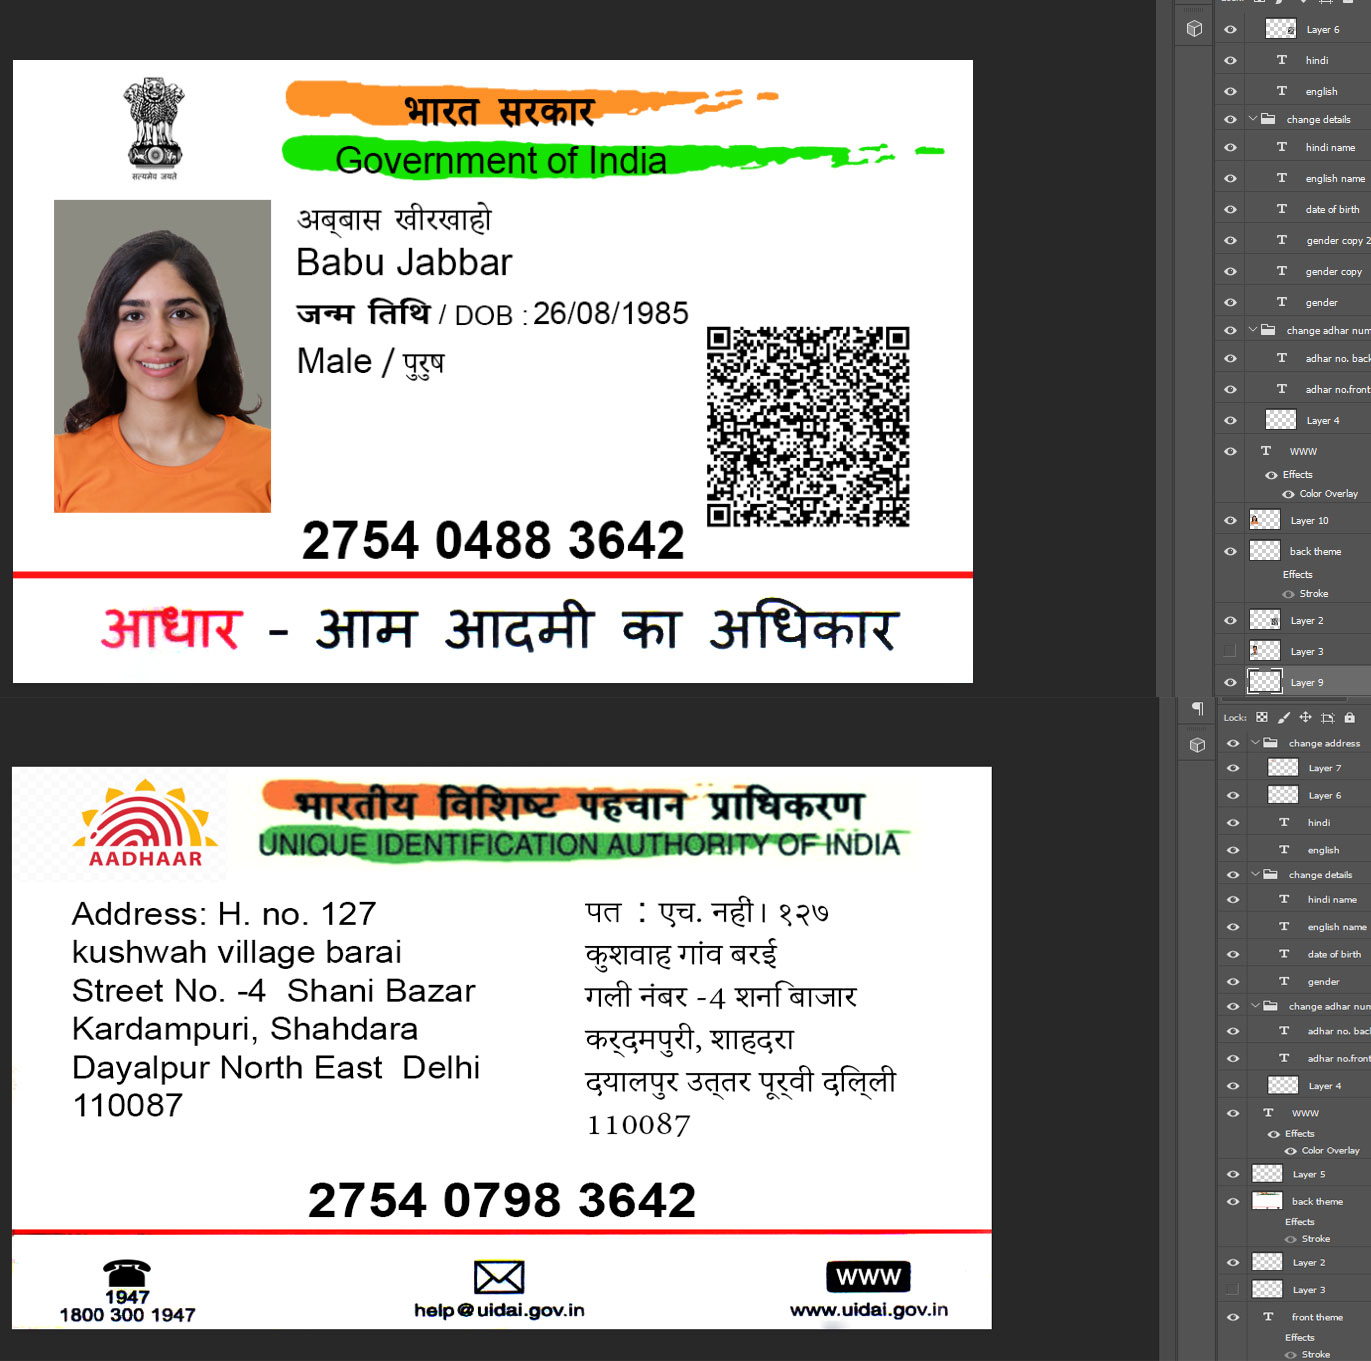 सत्यमेव जयते
भारत सरकार
Government of India
अब्बास खीरखाहो
Babu Jabbar
जन्म तिथि / DOB : 26/08/1985
Male / पुरुष
2754 0488 3642
आधार - आम आदमी का अधिकार
Layer 6
hindi
english
change details
hindi name
english name
date of birth
gender copy 2
gender copy
gender
change adhar num
adhar no. back
adhar no.front
Layer 4
WWW
Effects
Color Overlay
Layer 10
back theme
Effects
Stroke
Layer 2
Layer 3
Layer 9
AADHAAR
भारतीय विशिष्ट पहचान प्राधिकरण
UNIQUE IDENTIFICATION AUTHORITY OF INDIA
Address: H. no. 127
kushwah village barai
Street No. -4 Shani Bazar
Kardampuri, Shahdara
Dayalpur North East Delhi
110087
पत : एच. नहीं। १२७
कुशवाह गांव बरई
गली नंबर -4 शनि बाजार
कर्दमपुरी, शाहदरा
दयालपुर उत्तर पूर्वी दिल्ली
110087
2754 0798 3642
1947
1800 300 1947
help@uidai.gov.in
WWW
www.uidai.gov.in
Lock:
change address
Layer 7
Layer 6
hindi
english
change details
hindi name
english name
date of birth
gender
change adhar num
adhar no. bac
adhar no.front
Layer 4
WWW
Effects
Color Overlay
Layer 5
back theme
Effects
Stroke
Layer 2
Layer 3
front theme
Effects
Stroke